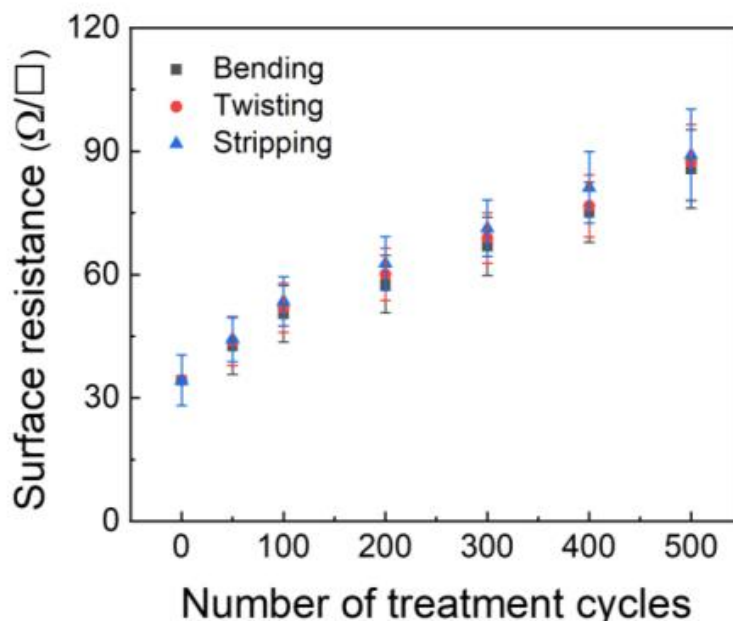 Surface resistance (Ω/□)
120
90
60
30
0
Bending
Twisting
Stripping
0 100 200 300 400 500
Number of treatment cycles